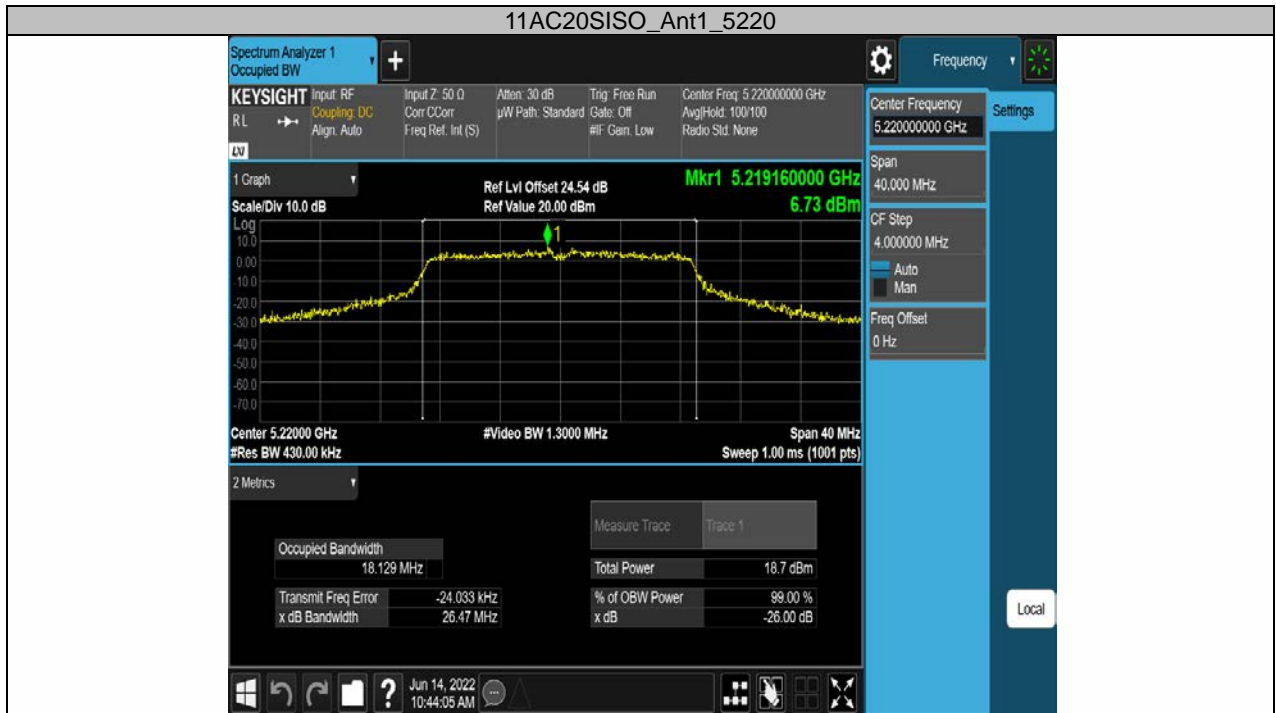 11AC20SISO_Ant1_5220
Spectrum Analyzer 1
Occupied BW
+
Frequency
KEYSIGHT
RL
LXI
Input: RF
Coupling: DC
Align: Auto
Input Z: 50 Ω
Corr CCorr
Freq Ref: Int (S)
Atten: 30 dB
µW Path: Standard
Trig: Free Run
Gate: Off
#IF Gain: Low
Center Freq: 5.220000000 GHz
Avg|Hold: 100/100
Radio Std: None
Center Frequency
5.220000000 GHz
Settings
Span
40.000 MHz
CF Step
4.000000 MHz
Auto
Man
Freq Offset
0 Hz
Local
1 Graph
Scale/Div 10.0 dB
Ref Lvl Offset 24.54 dB
Ref Value 20.00 dBm
Mkr1 5.219160000 GHz
6.73 dBm
Log
10.0
0.00
-10.0
-20.0
-30.0
-40.0
-50.0
-60.0
-70.0
1
Center 5.22000 GHz
#Res BW 430.00 kHz
#Video BW 1.3000 MHz
Span 40 MHz
Sweep 1.00 ms (1001 pts)
2 Metrics
Measure Trace Trace 1
Occupied Bandwidth
18.129 MHz
Total Power 18.7 dBm
Transmit Freq Error -24.033 kHz
% of OBW Power 99.00 %
x dB Bandwidth 26.47 MHz
x dB -26.00 dB
?
Jun 14, 2022
10:44:05 AM